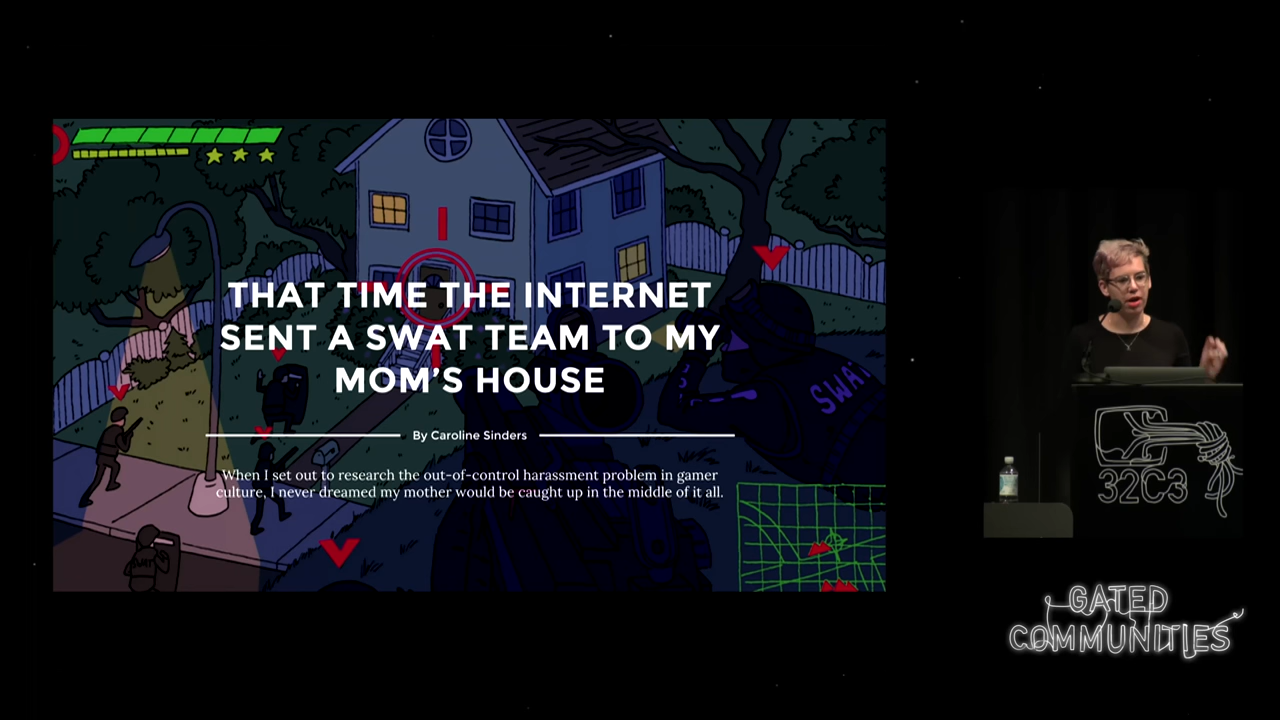 THAT TIME THE INTERNET
SENT A SWAT TEAM TO MY
MOM’S HOUSE
By Caroline Sinders
When I set out to research the out-of-control harassment problem in gamer
culture, I never dreamed my mother would be caught up in the middle of it all.
SWAT
32C3
GATED
COMMUNITIES